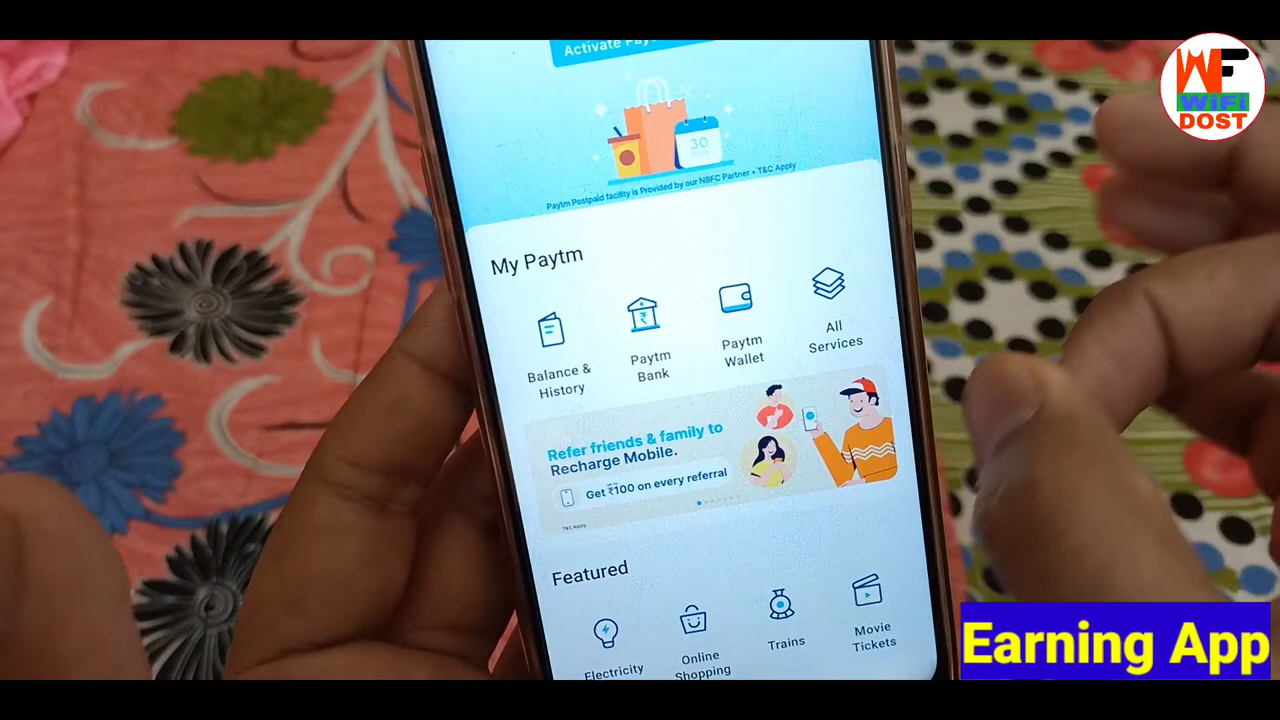 WF
WiFi
DOST
Activate
30
Paytm Postpaid facility is Provided by our NBFC Partner • T&C Apply
My Paytm
Balance &
History
Paytm
Bank
Paytm
Wallet
All
Services
Refer friends & family to
Recharge Mobile.
Get ₹100 on every referral
T&C Apply
Featured
Electricity
Online
Shopping
Trains
Movie
Tickets
Earning App